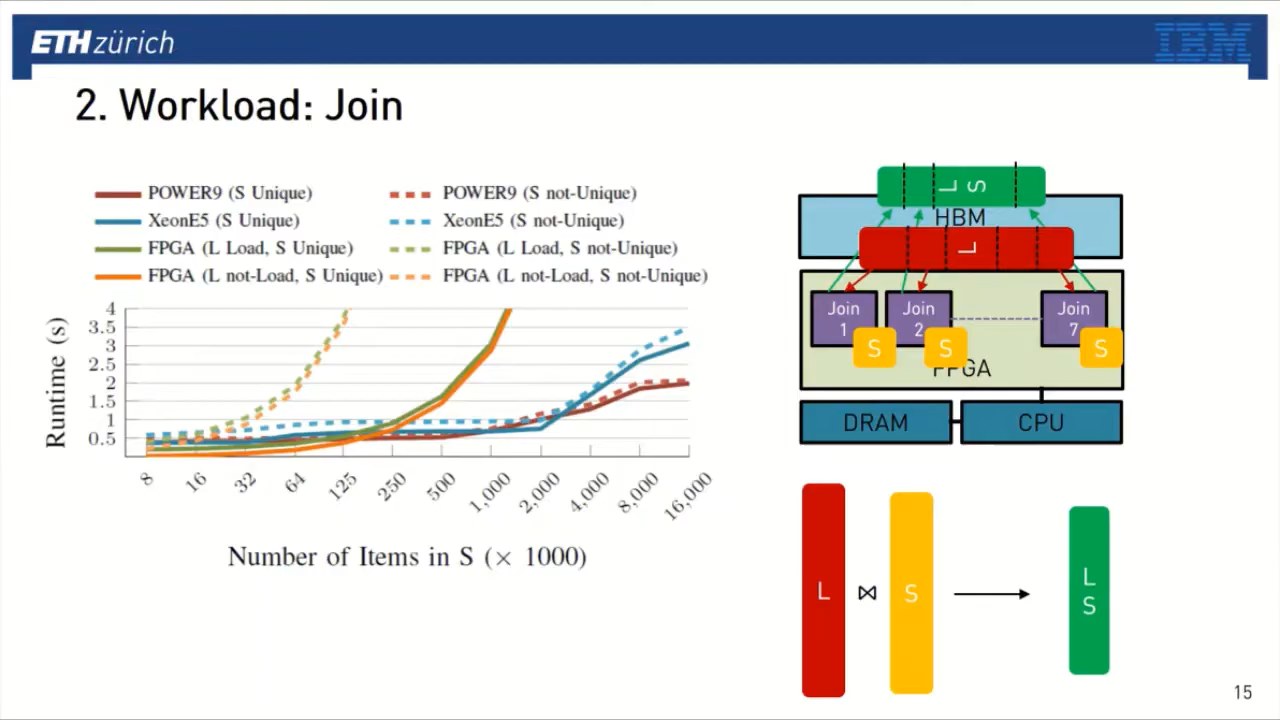 ETH zürich
IBM
2. Workload: Join
POWER9 (S Unique)
POWER9 (S not-Unique)
XeonE5 (S Unique)
XeonE5 (S not-Unique)
FPGA (L Load, S Unique)
FPGA (L Load, S not-Unique)
FPGA (L not-Load, S Unique)
FPGA (L not-Load, S not-Unique)
Runtime (s)
4
3.5
3
2.5
2
1.5
1
0.5
8
16
32
64
125
250
500
1,000
2,000
4,000
8,000
16,000
Number of Items in S (× 1000)
L S
HBM
L
Join 1
Join 2
Join 7
S
S
S
FPGA
DRAM
CPU
L ⋈ S
L
S
15